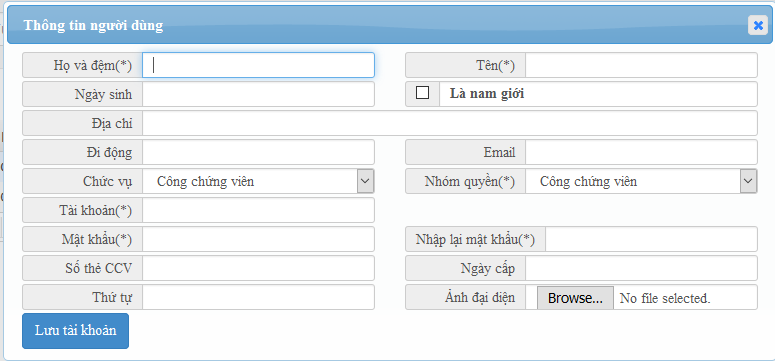 Thông tin người dùng
Họ và đệm(*) Tên(*)
Ngày sinh Là nam giới
Địa chỉ
Đi động Email
Chức vụ Công chứng viên Nhóm quyền(*) Công chứng viên
Tài khoản(*)
Mật khẩu(*) Nhập lại mật khẩu(*)
Số thẻ CCV Ngày cấp
Thứ tự Ảnh đại diện Browse... No file selected.
Lưu tài khoản